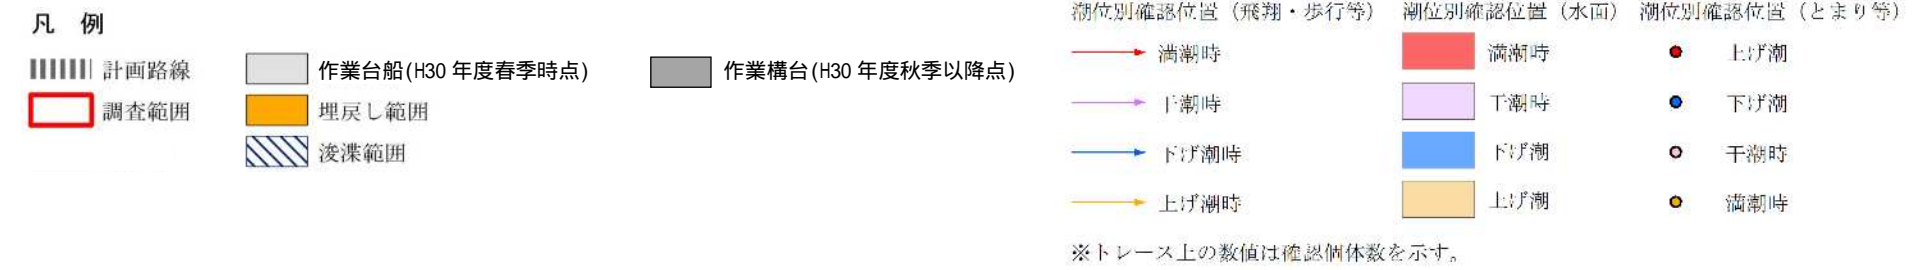 凡 例
計画路線
調査範囲
作業台船(H30 年度春季時点)
埋戻し範囲
浚渫範囲
作業構台(H30 年度秋季以降点)
潮位別確認位置（飛翔・歩行等）
満潮時
干潮時
下げ潮時
上げ潮時
潮位別確認位置（水面）
満潮時
干潮時
下げ潮
上げ潮
潮位別確認位置（とまり等）
上げ潮
下げ潮
干潮時
満潮時
※トレース上の数値は確認個体数を示す。